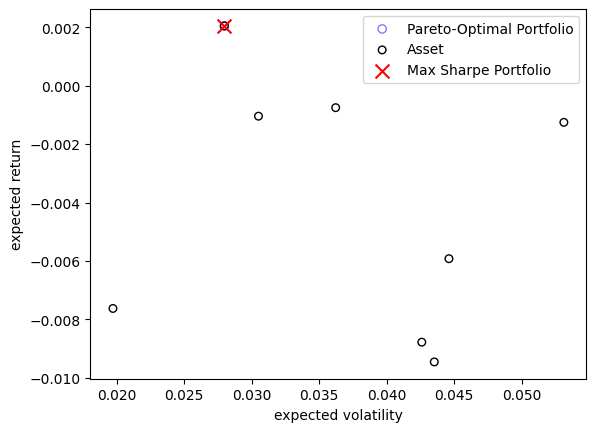 0.002
0.000
−0.002
−0.004
−0.006
−0.008
−0.010
expected return
Pareto-Optimal Portfolio
Asset
Max Sharpe Portfolio
0.020 0.025 0.030 0.035 0.040 0.045 0.050
expected volatility